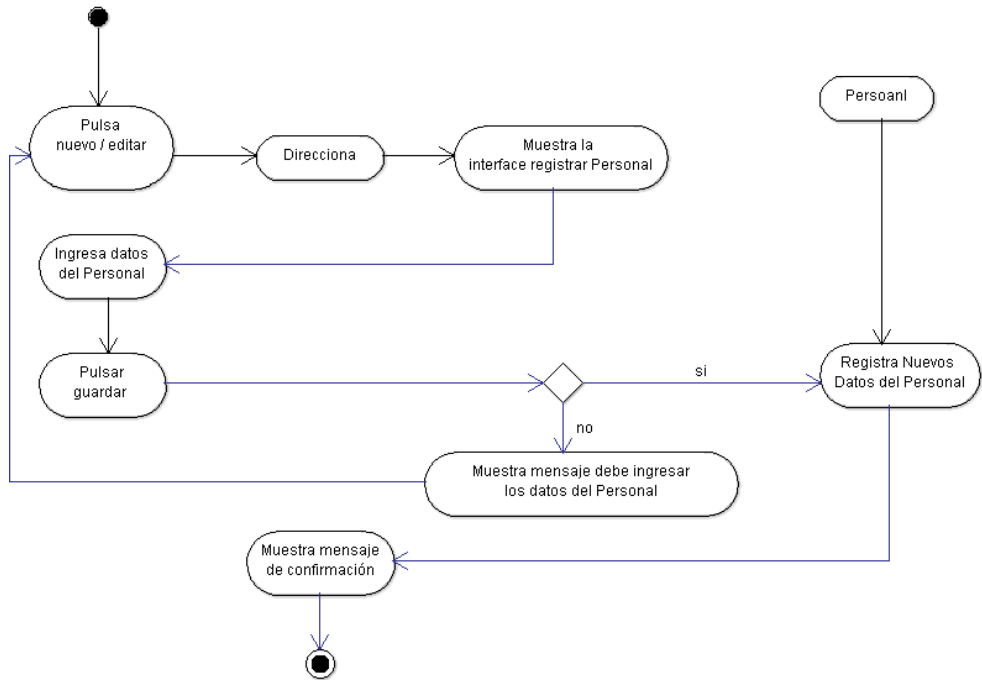 Pulsa
nuevo / editar
Direcciona
Muestra la
interface registrar Personal
Persoanl
Ingresa datos
del Personal
Pulsar
guardar
si
Registra Nuevos
Datos del Personal
no
Muestra mensaje debe ingresar
los datos del Personal
Muestra mensaje
de confirmación